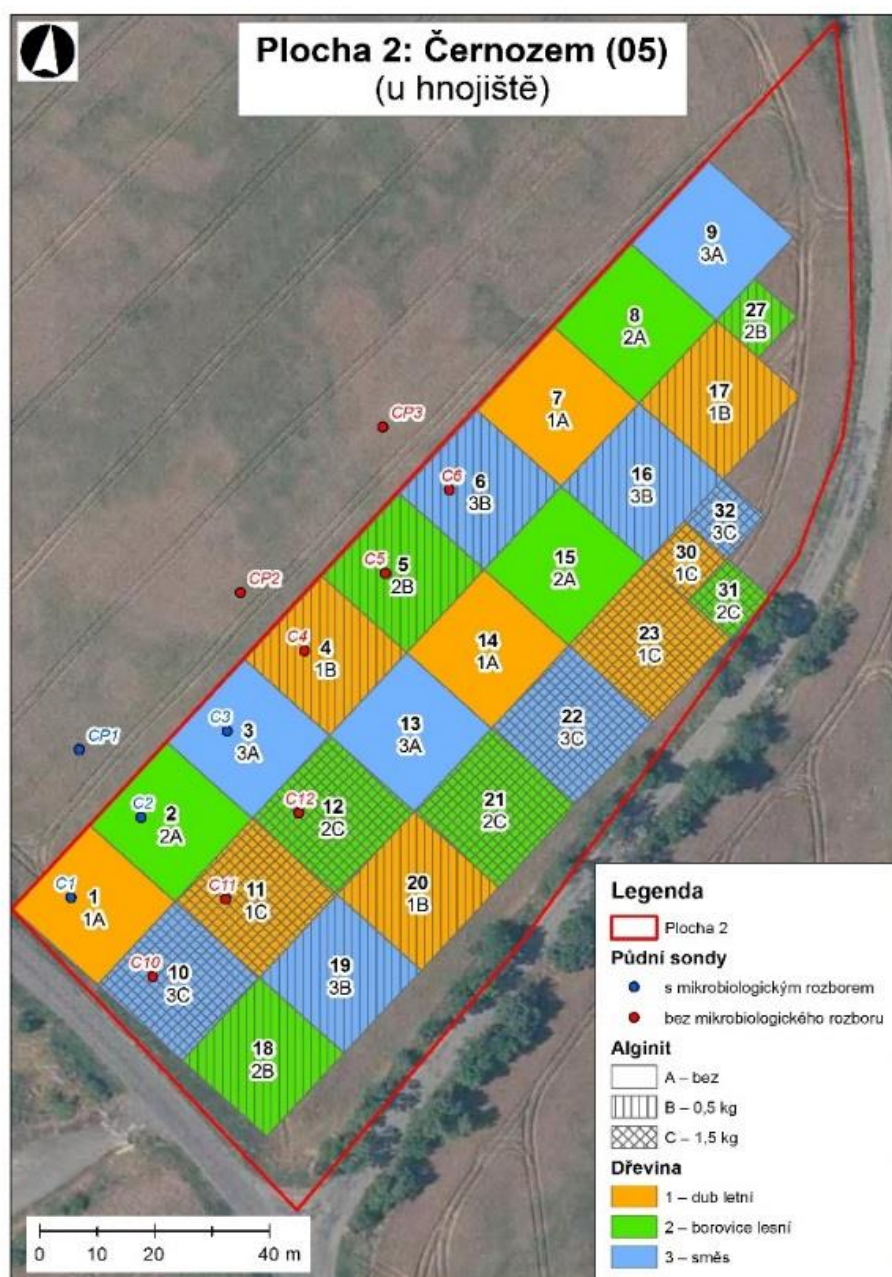 Plocha 2: Černozem (05)
(u hnojiště)
9
3A
8
2A
27
2B
7
1A
17
1B
CP3
C6
6
3B
16
3B
32
3C
C5
5
2B
15
2A
30
1C
31
2C
CP2
C4
4
1B
14
1A
23
1C
CP1
C3
3
3A
13
3A
22
3C
C2
2
2A
C12
12
2C
21
2C
C1
1
1A
C11
11
1C
20
1B
C10
10
3C
19
3B
18
2B
Legenda
Plocha 2
Půdní sondy
s mikrobiologickým rozborem
bez mikrobiologického rozboru
Alginit
A – bez
B – 0,5 kg
C – 1,5 kg
Dřevina
1 – dub letní
2 – borovice lesní
3 – směs
0 10 20 40 m